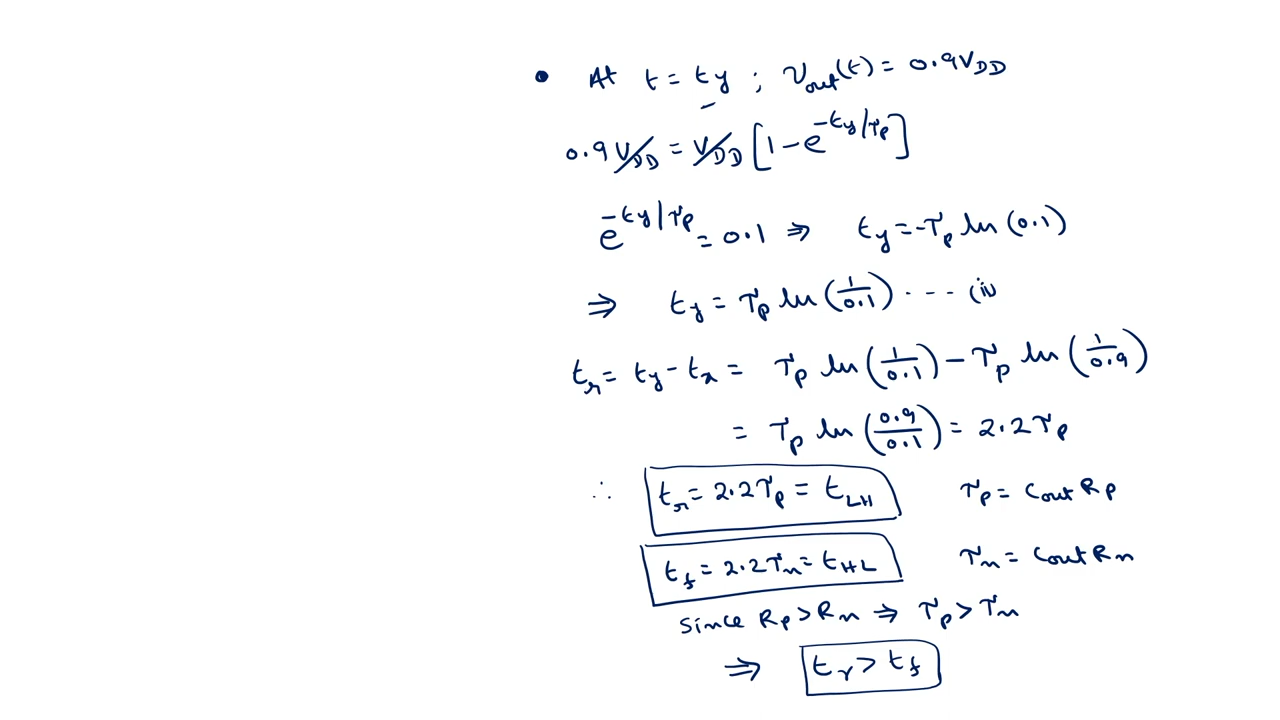 • At t = ty ; Vout(t) = 0.9VDD
0.9VDD = VDD [1 - e^-ty/τp]
e^-ty/τp = 0.1 ⇒ ty = -τp ln (0.1)
⇒ ty = τp ln (1/0.1) - - - (iv
tr = ty - tx = τp ln (1/0.1) - τp ln (1/0.9)
= τp ln (0.9/0.1) = 2.2τp
∴ tr = 2.2τp = tLH τp = Cout Rp
tf = 2.2τn = tHL τn = Cout Rn
Since Rp > Rn ⇒ τp > τn
⇒ tr > tf